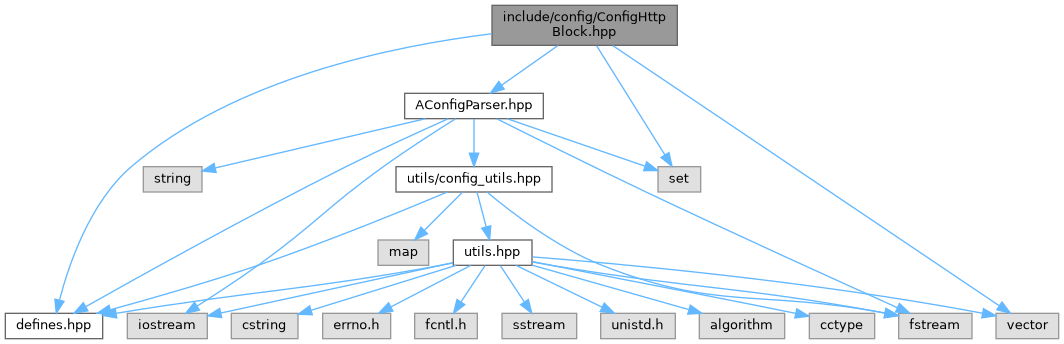 include/config/ConfigHttp
Block.hpp
AConfigParser.hpp
string
utils/config_utils.hpp
set
map
utils.hpp
defines.hpp
iostream
cstring
errno.h
fcntl.h
sstream
unistd.h
algorithm
cctype
fstream
vector